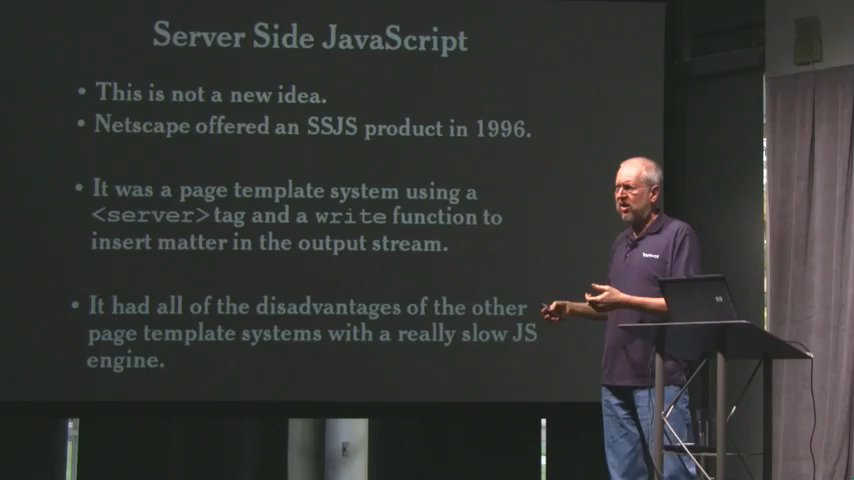 Server Side JavaScript
• This is not a new idea.
• Netscape offered an SSJS product in 1996.
• It was a page template system using a
<server> tag and a write function to
insert matter in the output stream.
• It had all of the disadvantages of the other
page template systems with a really slow JS
engine.